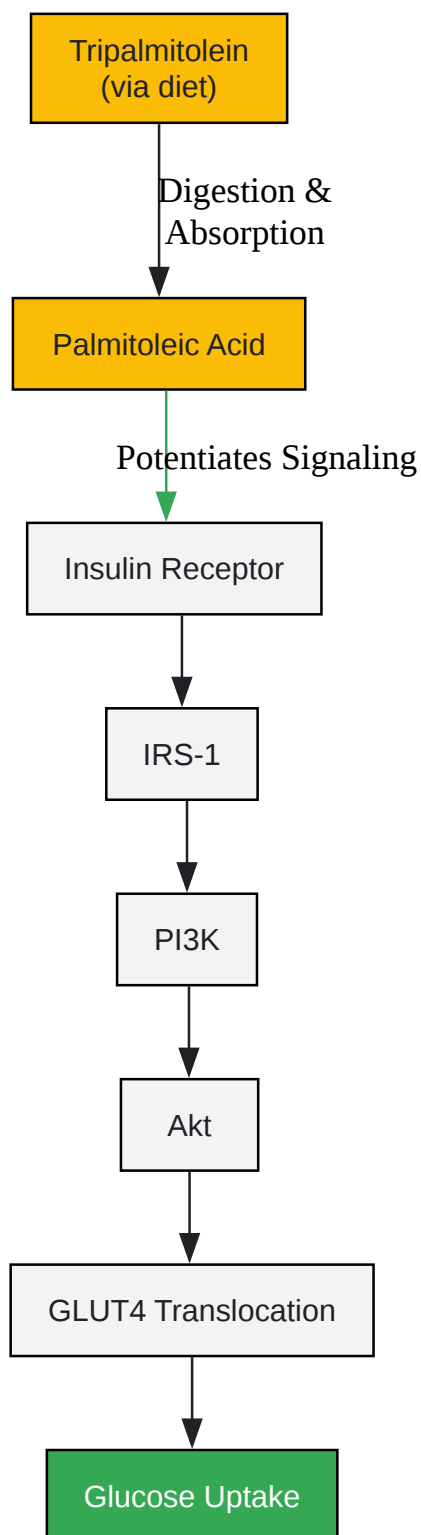 Tripalmitolein
(via diet)
Digestion &
Absorption
Palmitoleic Acid
Potentiates Signaling
Insulin Receptor
IRS-1
PI3K
Akt
GLUT4 Translocation
Glucose Uptake